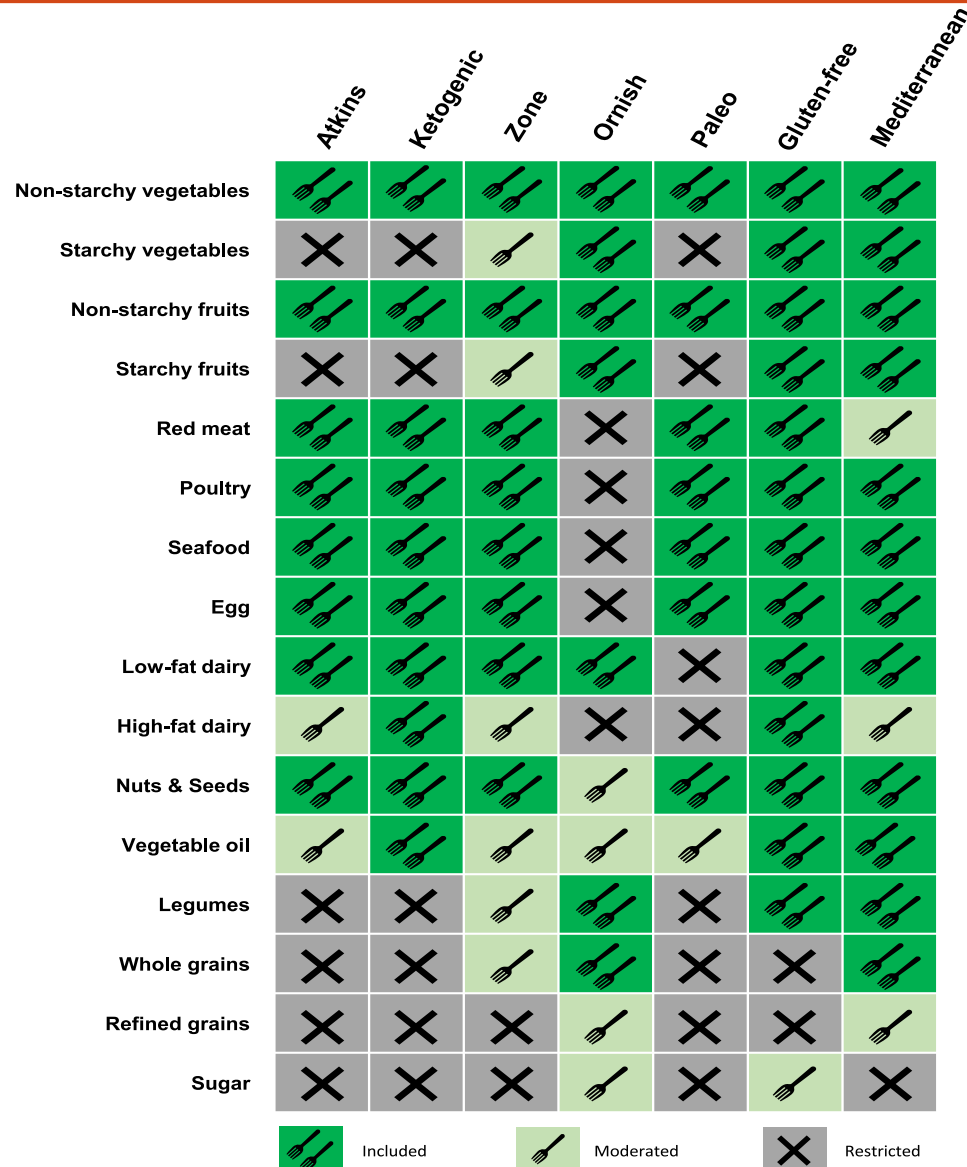 Atkins
Ketogenic
Zone
Ornish
Paleo
Gluten-free
Mediterranean
Non-starchy vegetables
Starchy vegetables
Non-starchy fruits
Starchy fruits
Red meat
Poultry
Seafood
Egg
Low-fat dairy
High-fat dairy
Nuts & Seeds
Vegetable oil
Legumes
Whole grains
Refined grains
Sugar
Included
Moderated
Restricted